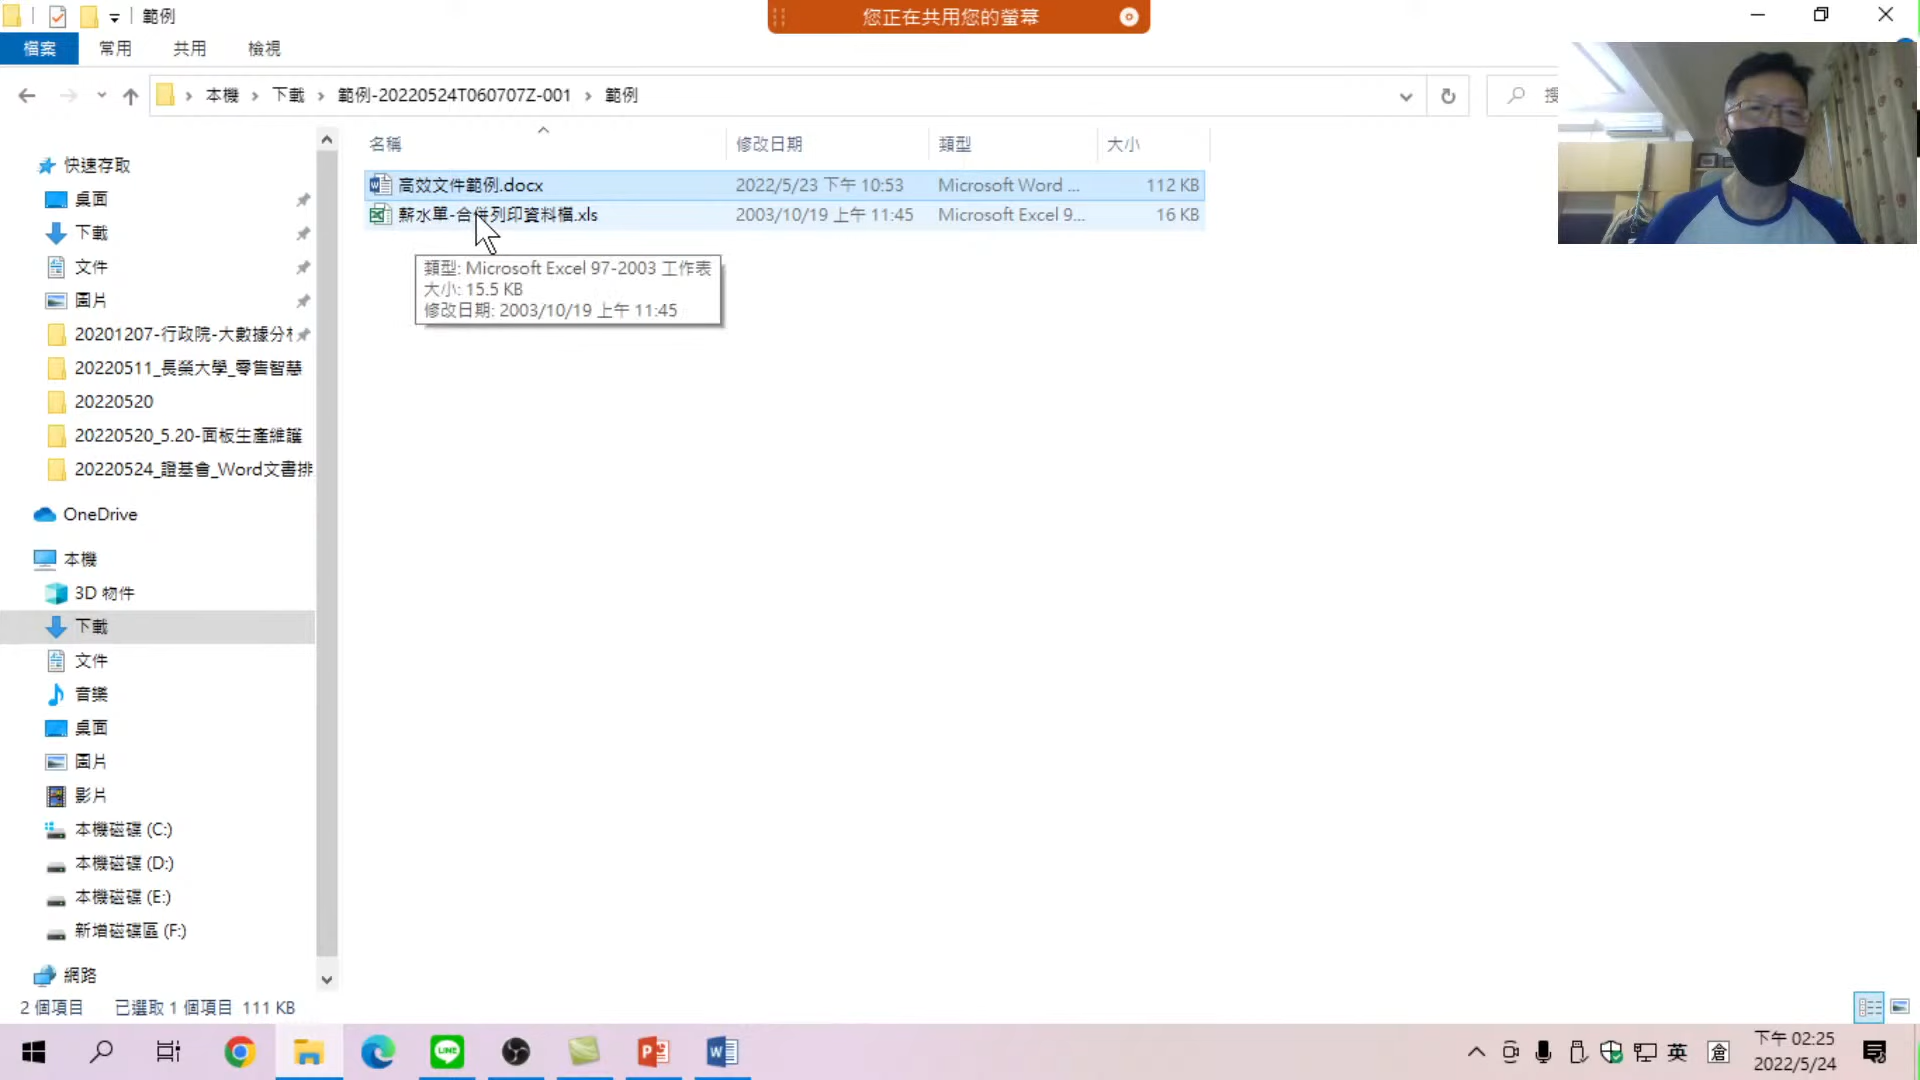 範例
您正在共用您的螢幕
檔案 常用 共用 檢視
本機 下載 範例-20220524T060707Z-001 範例
搜
名稱 修改日期 類型 大小
高效文件範例.docx 2022/5/23 下午 10:53 Microsoft Word ... 112 KB
薪水單-合併列印資料檔.xls 2003/10/19 上午 11:45 Microsoft Excel 9... 16 KB
類型: Microsoft Excel 97-2003 工作表
大小: 15.5 KB
修改日期: 2003/10/19 上午 11:45
快速存取
桌面
下載
文件
圖片
20201207-行政院-大數據分析
20220511_長榮大學_零售智慧
20220520
20220520_5.20-面板生產維護
20220524_證基會_Word文書排
OneDrive
本機
3D 物件
下載
文件
音樂
桌面
圖片
影片
本機磁碟 (C:)
本機磁碟 (D:)
本機磁碟 (E:)
新增磁碟區 (F:)
網路
2 個項目 已選取 1 個項目 111 KB
英 倉 下午 02:25
2022/5/24